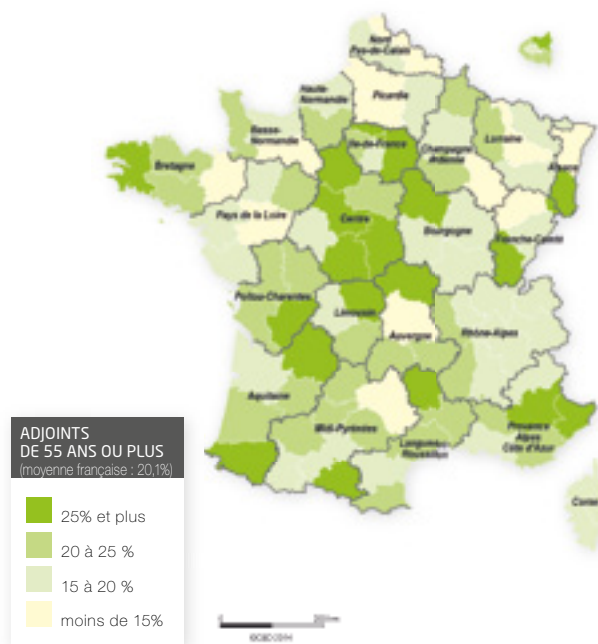 Nord
Pas-de-Calais
Haute-
Normandie
Picardie
Basse-
Normandie
Ile-de-France
Champagne
Ardenne
Lorraine
Alsace
Bretagne
Pays de la Loire
Centre
Bourgogne
Franche-Comté
Poitou-Charentes
Limousin
Auvergne
Rhône-Alpes
Aquitaine
Midi-Pyrénées
Languedoc-
Roussillon
Provence
Alpes
Côte d'Azur
ADJOINTS
DE 55 ANS OU PLUS
(moyenne française : 20,1%)
25% et plus
20 à 25 %
15 à 20 %
moins de 15%